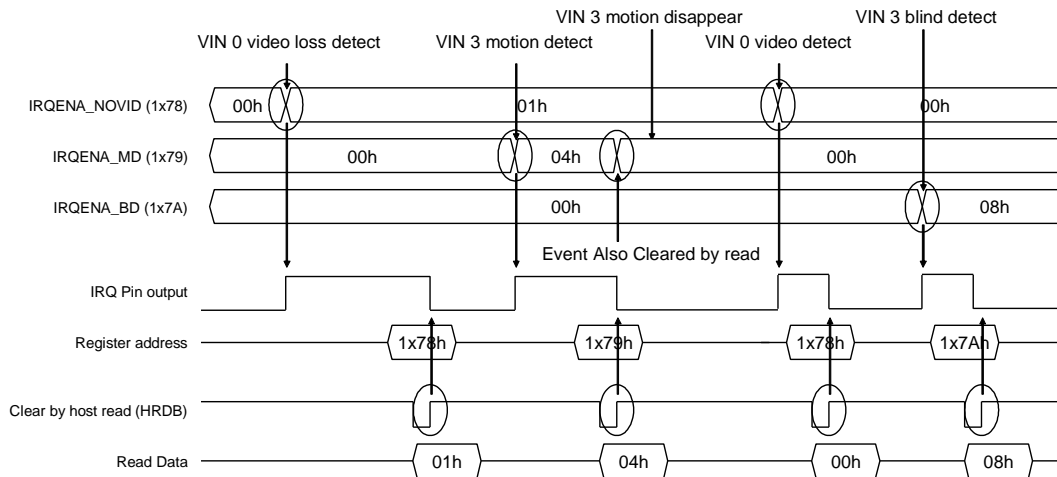 VIN 3 motion disappear
VIN 3 blind detect
VIN 0 video loss detect
VIN 3 motion detect
VIN 0 video detect
IRQENA_NOVID (1x78)
00h
01h
00h
IRQENA_MD (1x79)
00h
04h
00h
IRQENA_BD (1x7A)
00h
08h
Event Also Cleared by read
IRQ Pin output
Register address
1x78h
1x79h
1x78h
1x7Ah
Clear by host read (HRDB)
Read Data
01h
04h
00h
08h